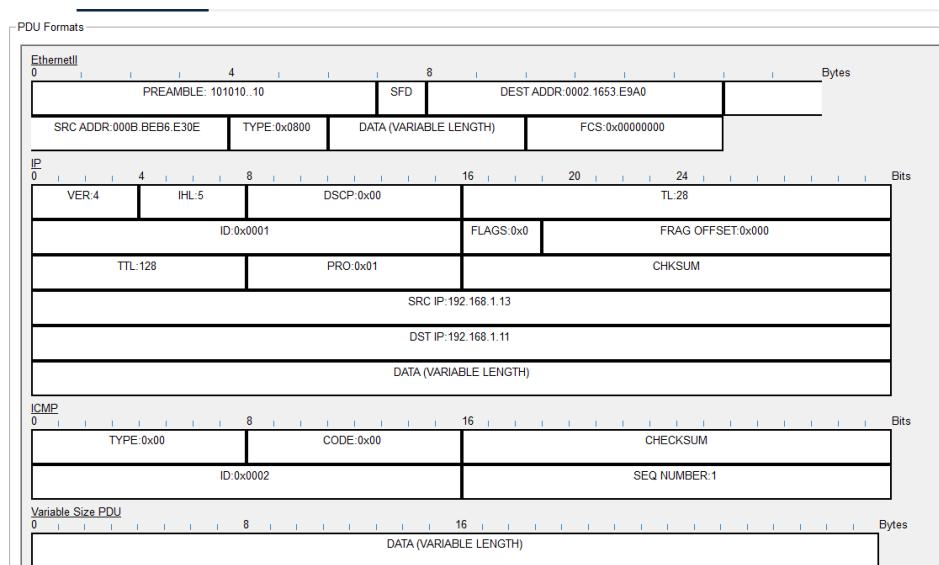 PDU Formats
EthernetII
0 4 8 Bytes
PREAMBLE: 101010..10 SFD DEST ADDR:0002.1653.E9A0
SRC ADDR:000B.BEB6.E30E TYPE:0x0800 DATA (VARIABLE LENGTH) FCS:0x00000000
IP
0 4 8 16 20 24 Bits
VER:4 IHL:5 DSCP:0x00 TL:28
ID:0x0001 FLAGS:0x0 FRAG OFFSET:0x000
TTL:128 PRO:0x01 CHKSUM
SRC IP:192.168.1.13
DST IP:192.168.1.11
DATA (VARIABLE LENGTH)
ICMP
0 8 16 Bits
TYPE:0x00 CODE:0x00 CHECKSUM
ID:0x0002 SEQ NUMBER:1
Variable Size PDU
0 8 16 Bytes
DATA (VARIABLE LENGTH)